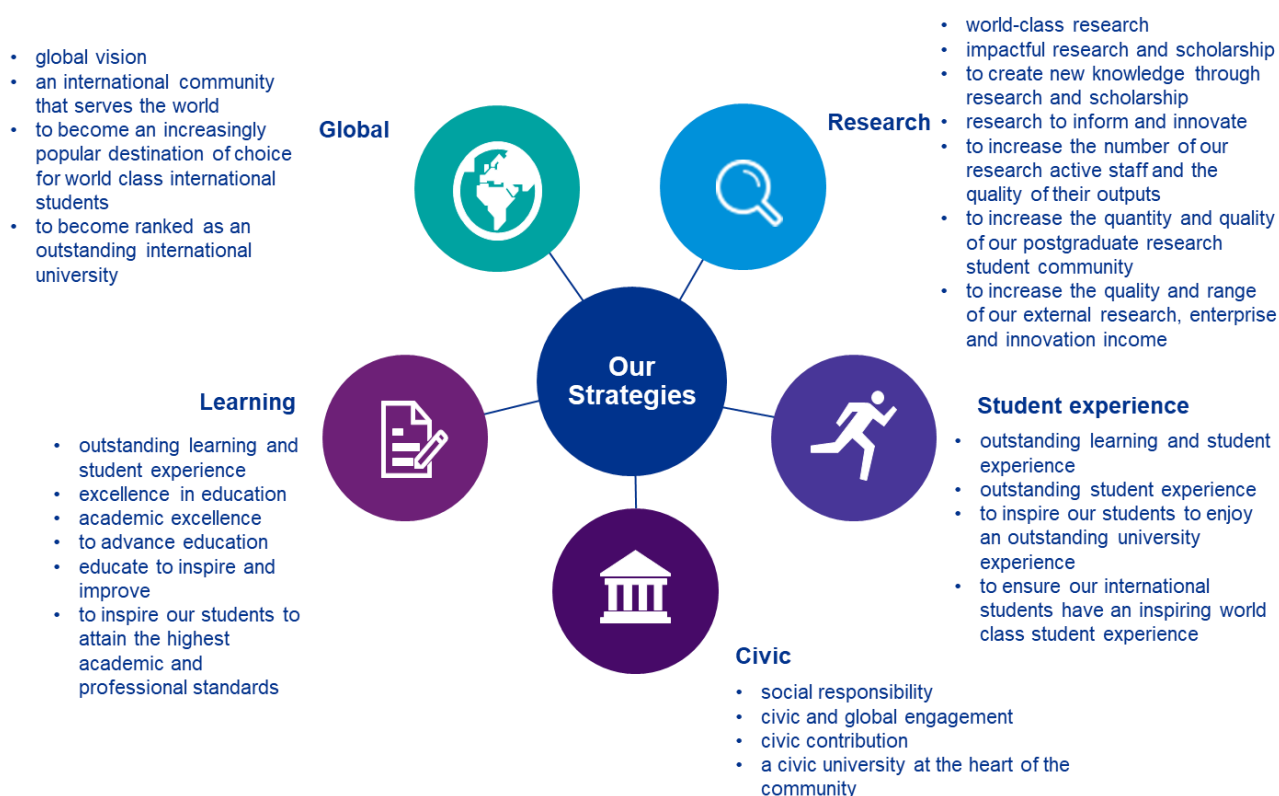 Global
• global vision
• an international community
that serves the world
• to become an increasingly
popular destination of choice
for world class international
students
• to become ranked as an
outstanding international
university
Research
• world-class research
• impactful research and scholarship
• to create new knowledge through
research and scholarship
• research to inform and innovate
• to increase the number of our
research active staff and the
quality of their outputs
• to increase the quantity and quality
of our postgraduate research
student community
• to increase the quality and range
of our external research, enterprise
and innovation income
Our
Strategies
Learning
• outstanding learning and
student experience
• excellence in education
• academic excellence
• to advance education
• educate to inspire and
improve
• to inspire our students to
attain the highest
academic and
professional standards
Student experience
• outstanding learning and student
experience
• outstanding student experience
• to inspire our students to enjoy
an outstanding university
experience
• to ensure our international
students have an inspiring world
class student experience
Civic
• social responsibility
• civic and global engagement
• civic contribution
• a civic university at the heart of the
community